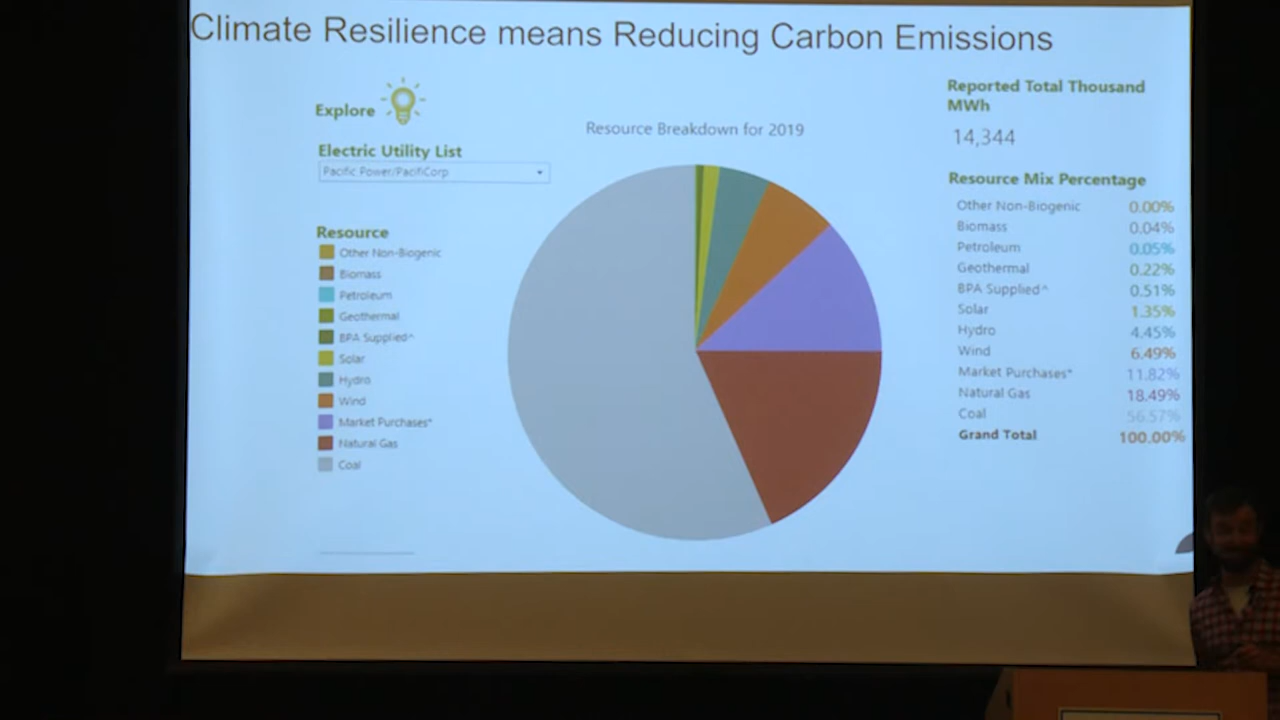 Climate Resilience means Reducing Carbon Emissions
Explore
Electric Utility List
Pacific Power/PacifiCorp
Resource
Other Non-Biogenic
Biomass
Petroleum
Geothermal
BPA Supplied^
Solar
Hydro
Wind
Market Purchases*
Natural Gas
Coal
Resource Breakdown for 2019
Reported Total Thousand
MWh
14,344
Resource Mix Percentage
Other Non-Biogenic 0.00%
Biomass 0.04%
Petroleum 0.05%
Geothermal 0.22%
BPA Supplied^ 0.51%
Solar 1.35%
Hydro 4.45%
Wind 6.49%
Market Purchases* 11.82%
Natural Gas 18.49%
Coal 56.57%
Grand Total 100.00%